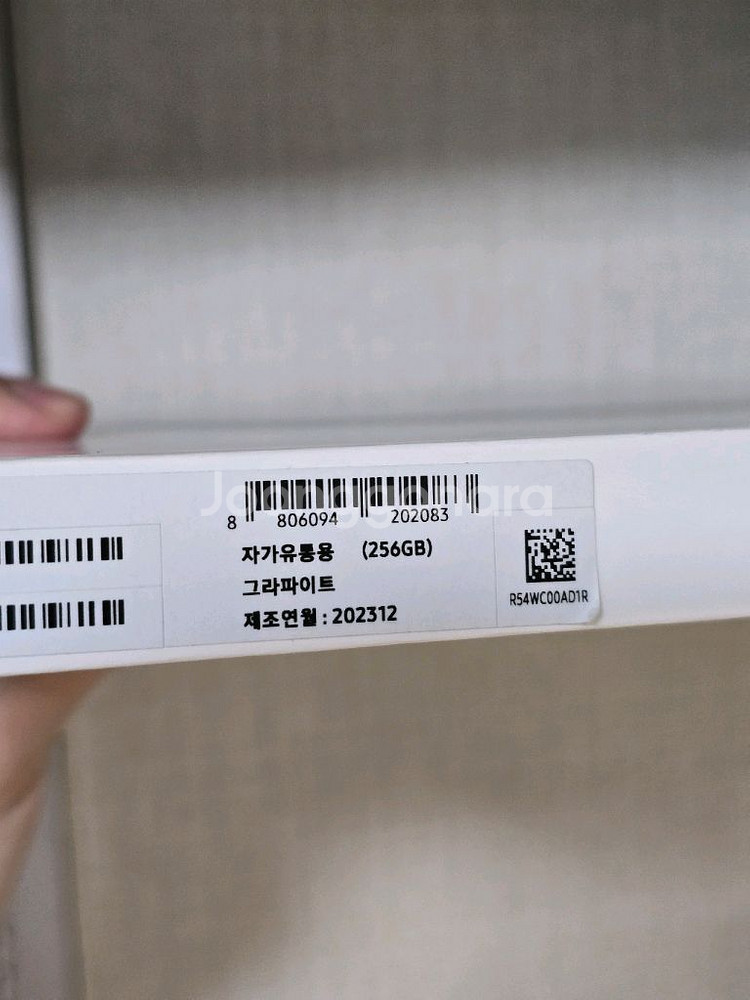 Joonggonara
8 806094 202083
자가유통용 (256GB)
그라파이트
제조연월 : 202312
R54WC00AD1R